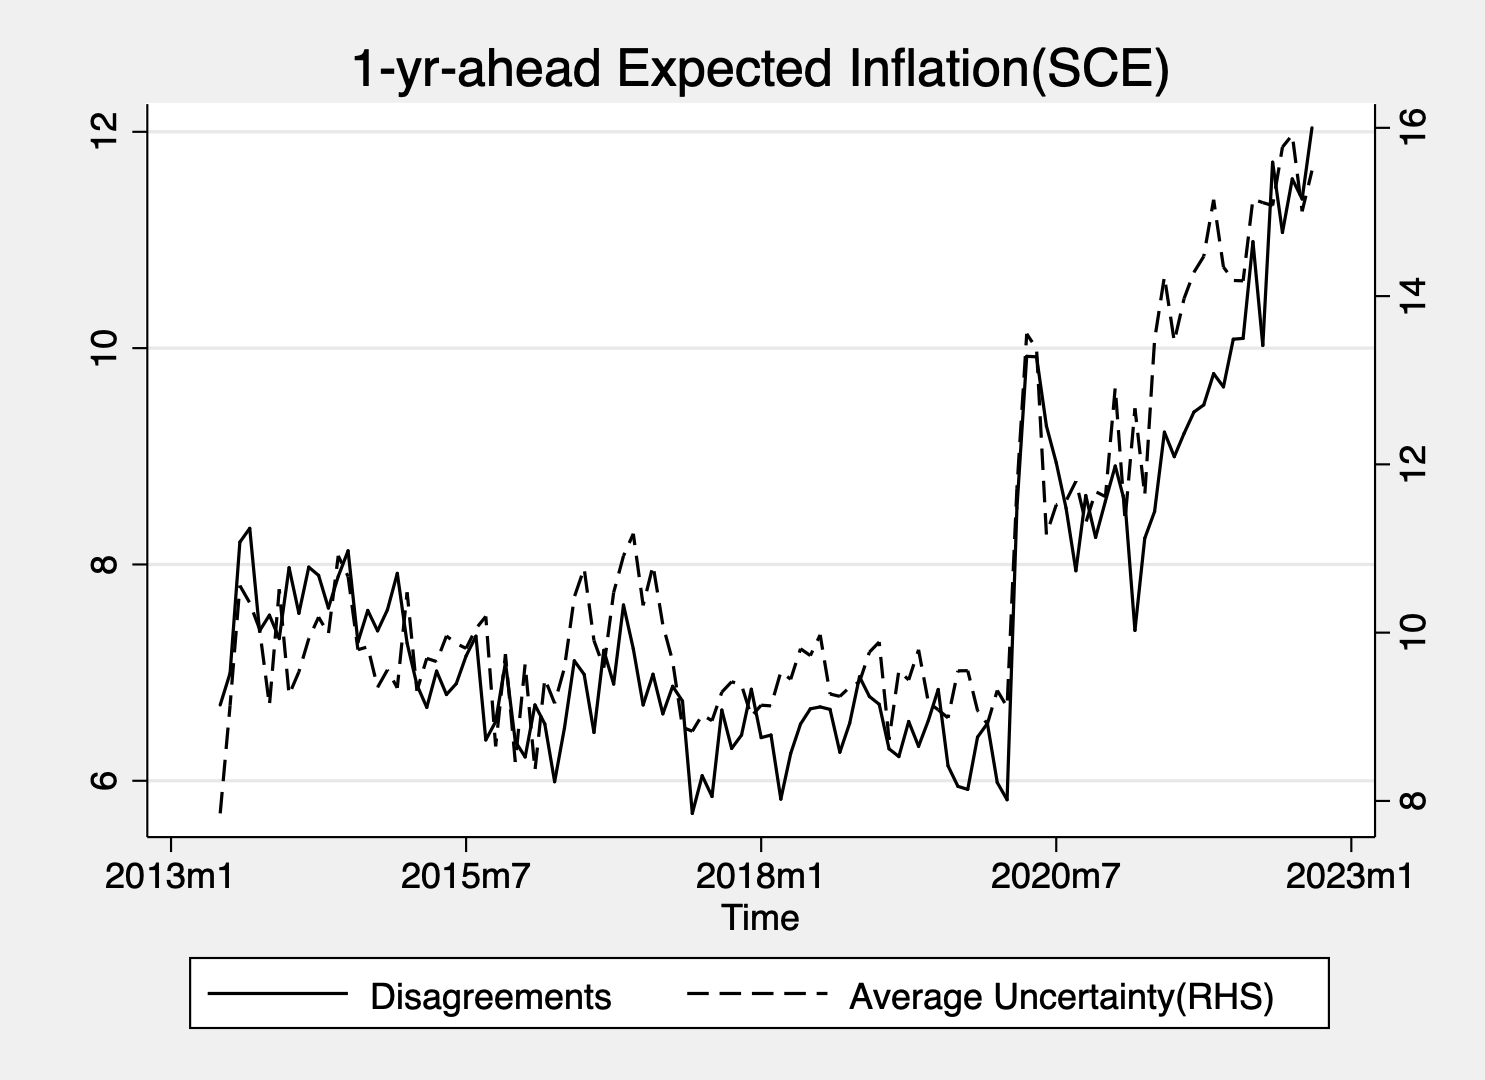 1-yr-ahead Expected Inflation(SCE)
12
10
8
6
16
14
12
10
8
2013m1 2015m7 2018m1 2020m7 2023m1
Time
Disagreements Average Uncertainty(RHS)